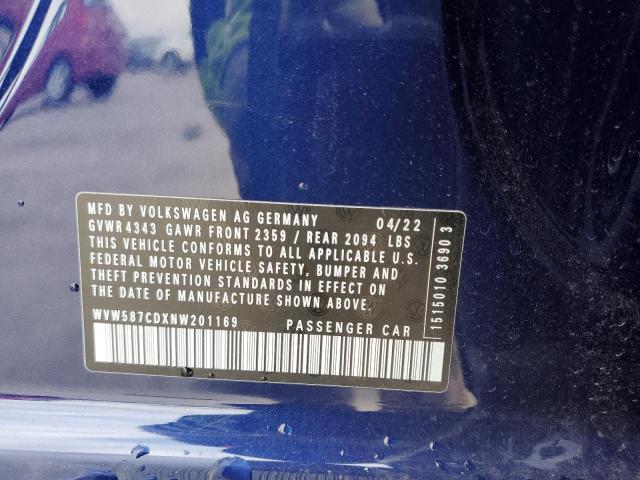 MFD BY VOLKSWAGEN AG GERMANY 04/22
GVWR 4343 GAWR FRONT 2359 / REAR 2094 LBS
THIS VEHICLE CONFORMS TO ALL APPLICABLE U.S.
FEDERAL MOTOR VEHICLE SAFETY, BUMPER AND
THEFT PREVENTION STANDARDS IN EFFECT ON
THE DATE OF MANUFACTURE SHOWN ABOVE.
WVW587CDXNW201169 PASSENGER CAR
1515010 3690 3